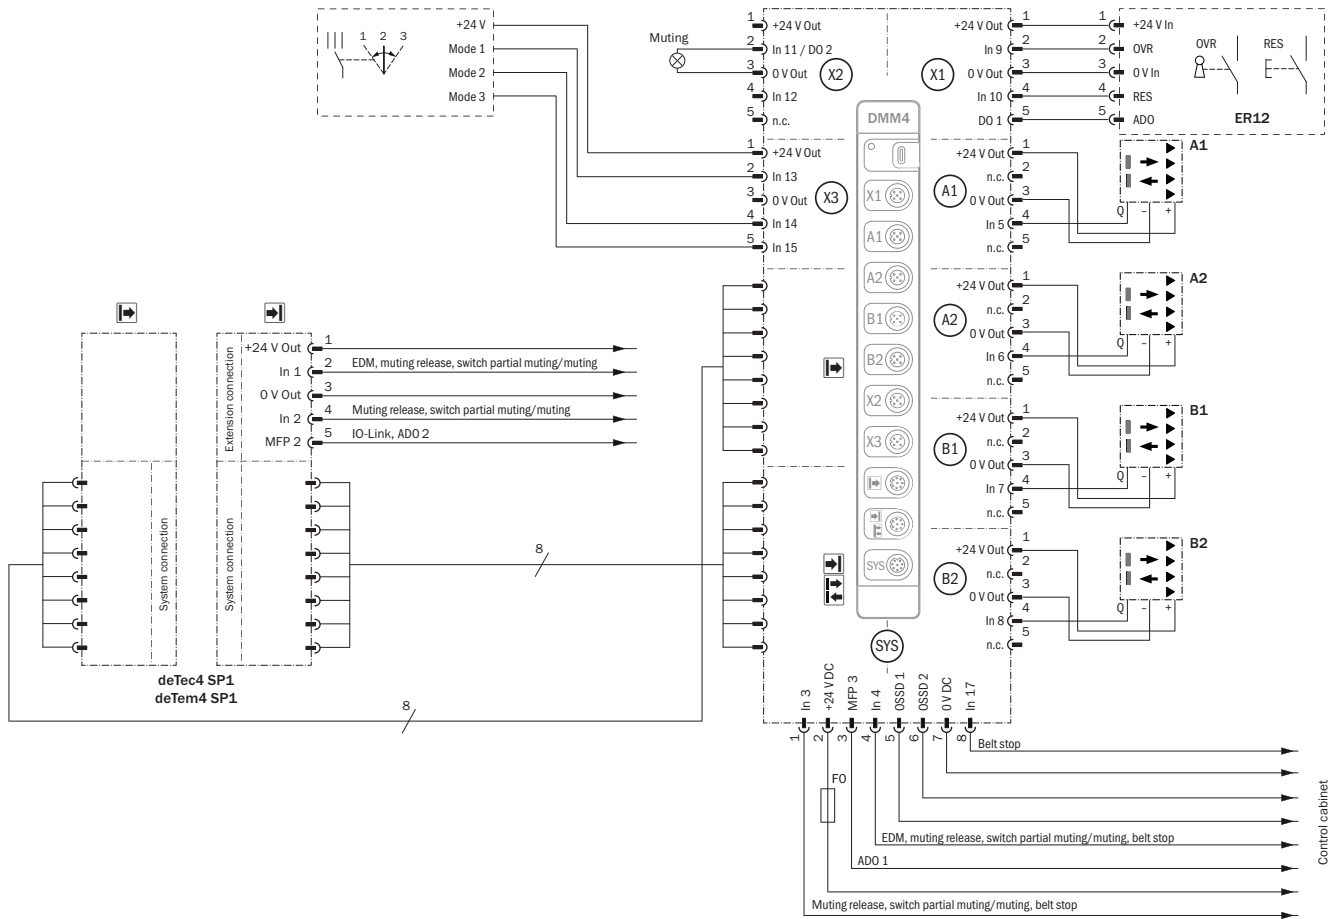 +24 V
Mode 1
Mode 2
Mode 3
1 2 3
Muting
1 +24 V Out
2 In 11 / DO 2
3 0 V Out
4 In 12
5 n.c.
X2
X1
+24 V Out 1
In 9 2
0 V Out 3
In 10 4
DO 1 5
1 +24 V In
2 OVR
3 0 V In
4 RES
5 ADO
OVR
RES
ER12
DMM4
X1
A1
A2
B1
B2
X2
X3
SYS
1 +24 V Out
2 In 13
3 0 V Out
4 In 14
5 In 15
X3
A1
+24 V Out 1
n.c. 2
0 V Out 3
In 5 4
n.c. 5
A1
Q – +
A2
+24 V Out 1
n.c. 2
0 V Out 3
In 6 4
n.c. 5
A2
Q – +
B1
+24 V Out 1
n.c. 2
0 V Out 3
In 7 4
n.c. 5
B1
Q – +
B2
+24 V Out 1
n.c. 2
0 V Out 3
In 8 4
n.c. 5
B2
Q – +
Extension connection
+24 V Out 1
In 1 2 EDM, muting release, switch partial muting/muting
0 V Out 3
In 2 4 Muting release, switch partial muting/muting
MFP 2 5 IO-Link, ADO 2
System connection
System connection
8
deTec4 SP1
deTem4 SP1
8
SYS
In 3
+24 V DC
MFP 3
In 4
OSSD 1
OSSD 2
0 V DC
In 17
1 2 3 4 5 6 7 8
F0
Belt stop
EDM, muting release, switch partial muting/muting, belt stop
ADO 1
Muting release, switch partial muting/muting, belt stop
Control cabinet